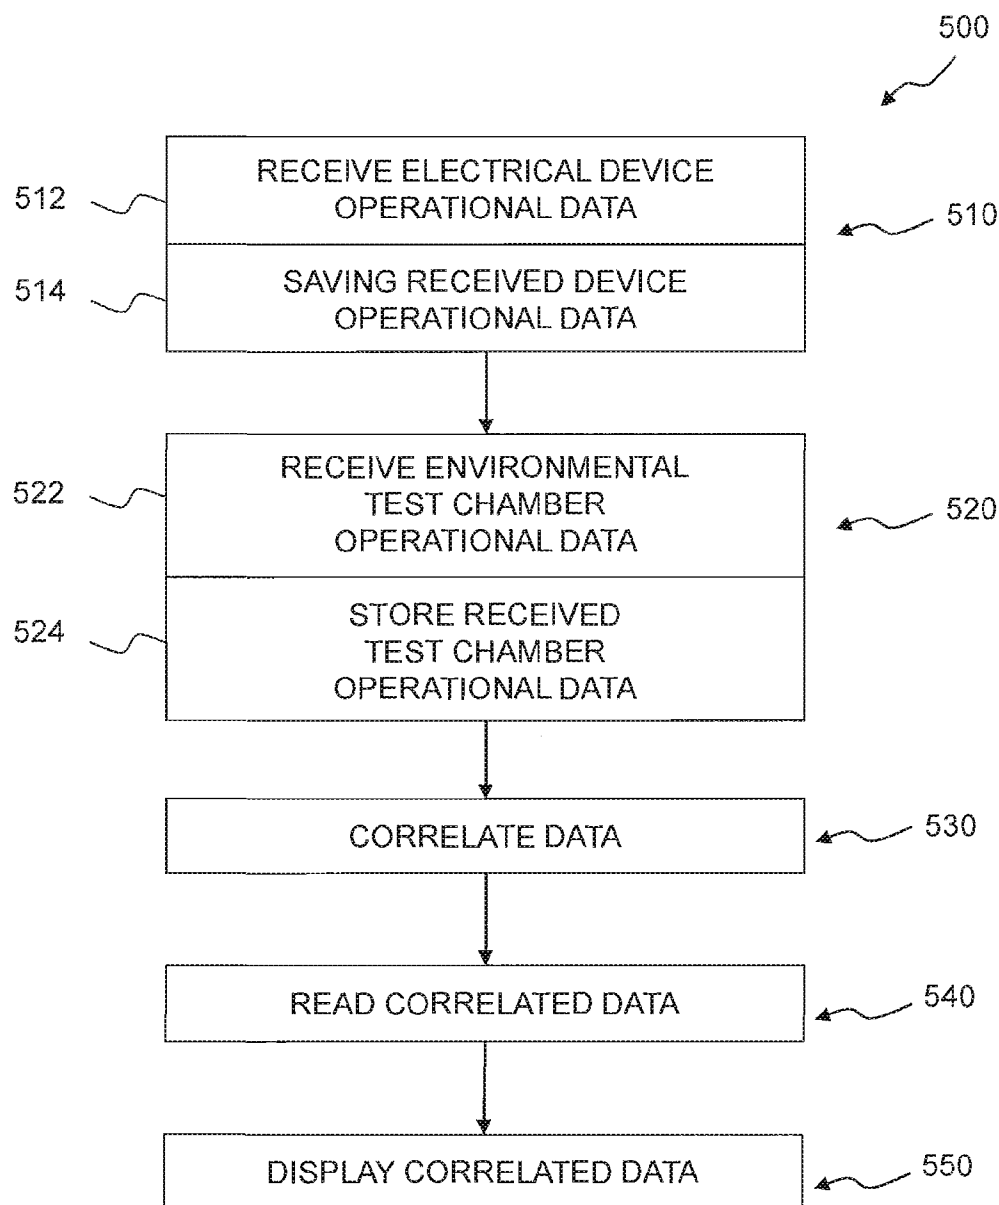 500
RECEIVE ELECTRICAL DEVICE
OPERATIONAL DATA
512
510
SAVING RECEIVED DEVICE
OPERATIONAL DATA
514
RECEIVE ENVIRONMENTAL
TEST CHAMBER
OPERATIONAL DATA
522
520
STORE RECEIVED
TEST CHAMBER
OPERATIONAL DATA
524
CORRELATE DATA
530
READ CORRELATED DATA
540
DISPLAY CORRELATED DATA
550